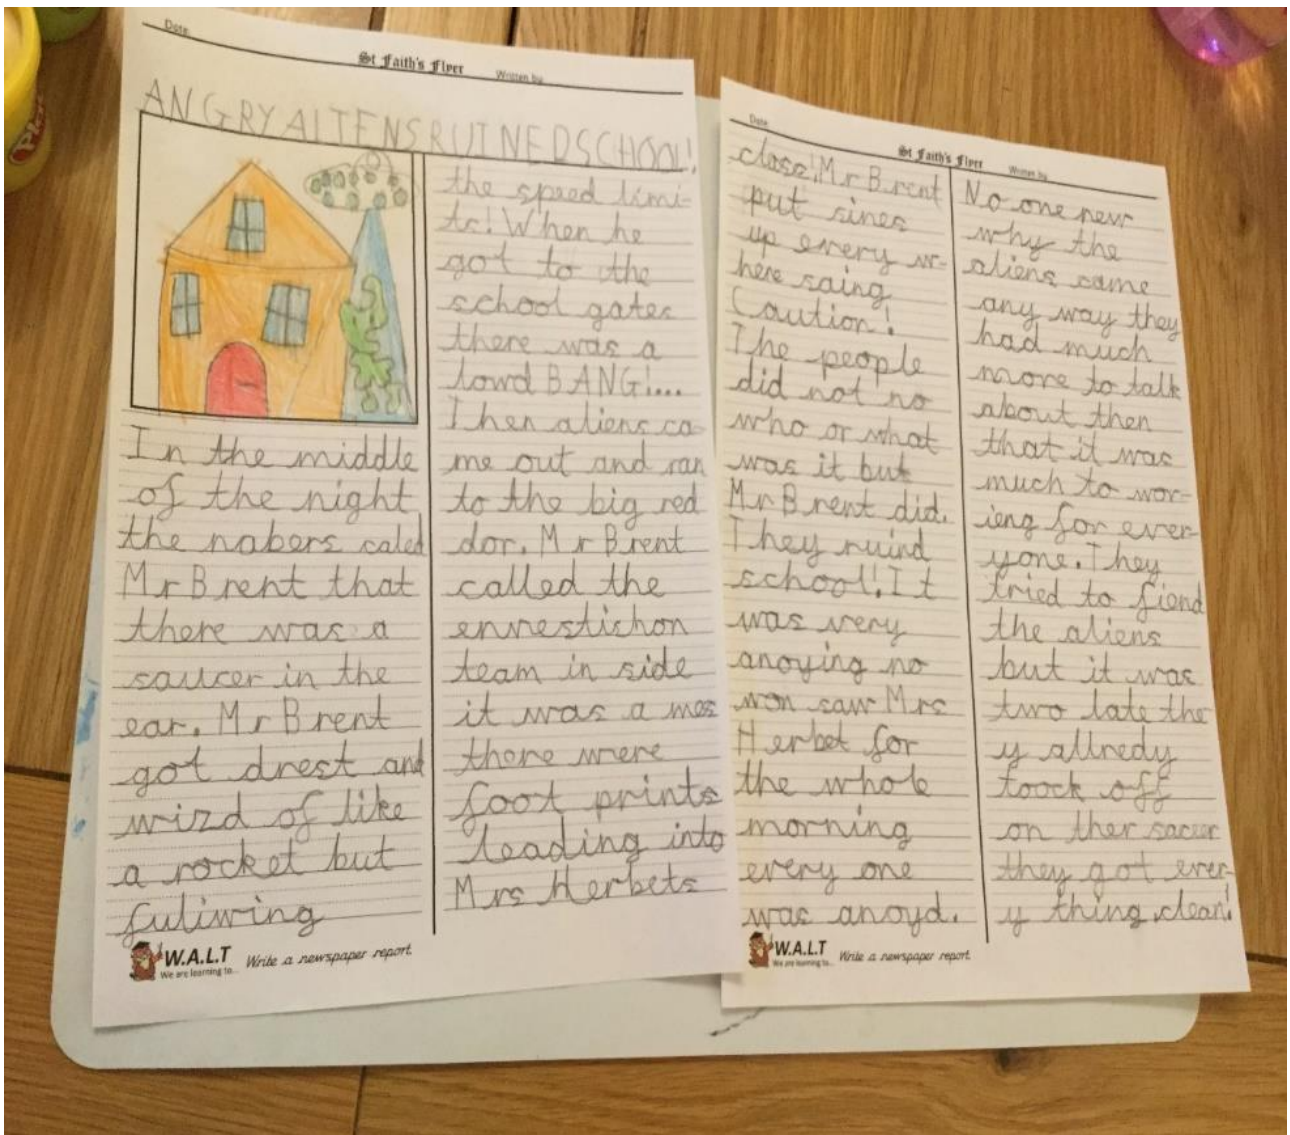 Date
St Faith's Flyer
Written by
ANGRY ALIENS RUINED SCHOOL!
In the middle
of the night
the nabers caled
Mr Brent that
there was a
saucer in the
ear. Mr Brent
got drest and
wizd of like
a rocket but
fuliwing
the speed limi-
tc! When he
got to the
school gates
there was a
lowd BANG!....
Then aliens ca-
me out and ran
to the big red
dor. Mr Brent
called the
envestishon
team in side
it was a mes
there were
foot prints
leading into
Mrs Herbets
W.A.L.T
We are learning to...
Write a newspaper report.
Date
St Faith's Flyer
Written by
close! Mr Brent
put sines
up every w-
here saing
Caution!
The people
did not no
who or what
was it but
Mr Brent did.
They ruind
school! It
was very
anoying no
won saw Mrs
Herbet for
the whole
morning
every one
was anoyd.
No one new
why the
aliens came
any way they
had much
more to talk
about then
that it was
much to wor-
ieng for ever-
yone. They
tried to fiend
the aliens
but it was
two late the
y allredy
toock off
on ther sacer
they got ever-
y thing clean!
W.A.L.T
We are learning to...
Write a newspaper report